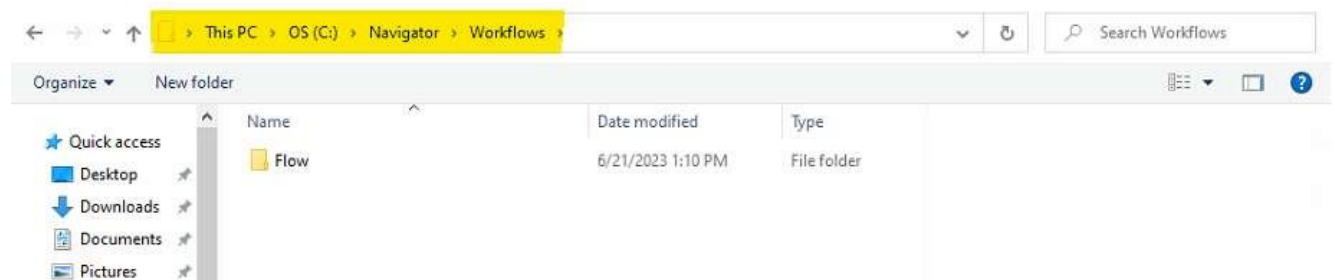 This PC > OS (C:) > Navigator > Workflows >
Search Workflows
Organize
New folder
Name
Date modified
Type
Quick access
Flow
6/21/2023 1:10 PM
File folder
Desktop
Downloads
Documents
Pictures